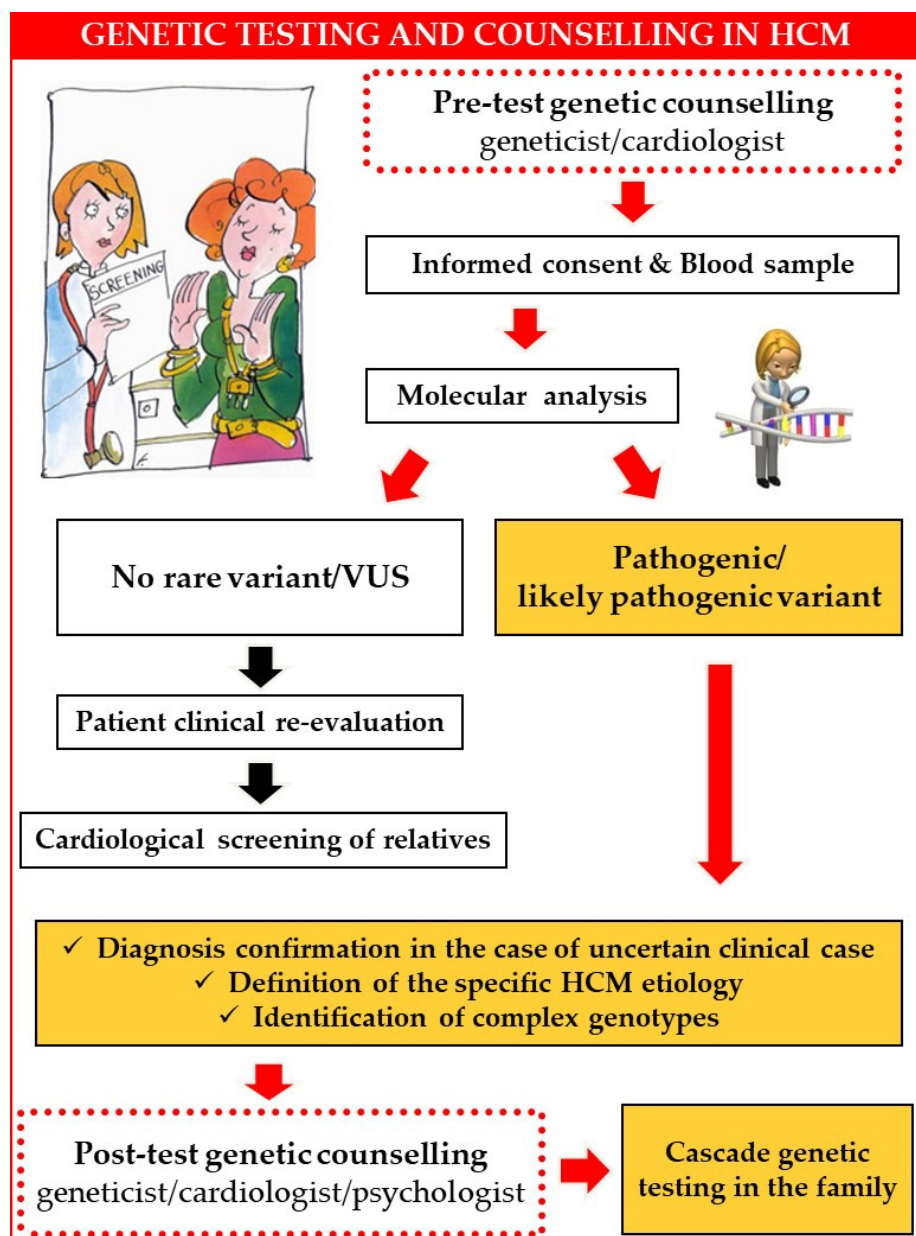 GENETIC TESTING AND COUNSELLING IN HCM
Pre-test genetic counselling
geneticist/cardiologist
SCREENING
Informed consent & Blood sample
Molecular analysis
No rare variant/VUS
Pathogenic/
likely pathogenic variant
Patient clinical re-evaluation
Cardiological screening of relatives
✓ Diagnosis confirmation in the case of uncertain clinical case
✓ Definition of the specific HCM etiology
✓ Identification of complex genotypes
Post-test genetic counselling
geneticist/cardiologist/psychologist
Cascade genetic
testing in the family